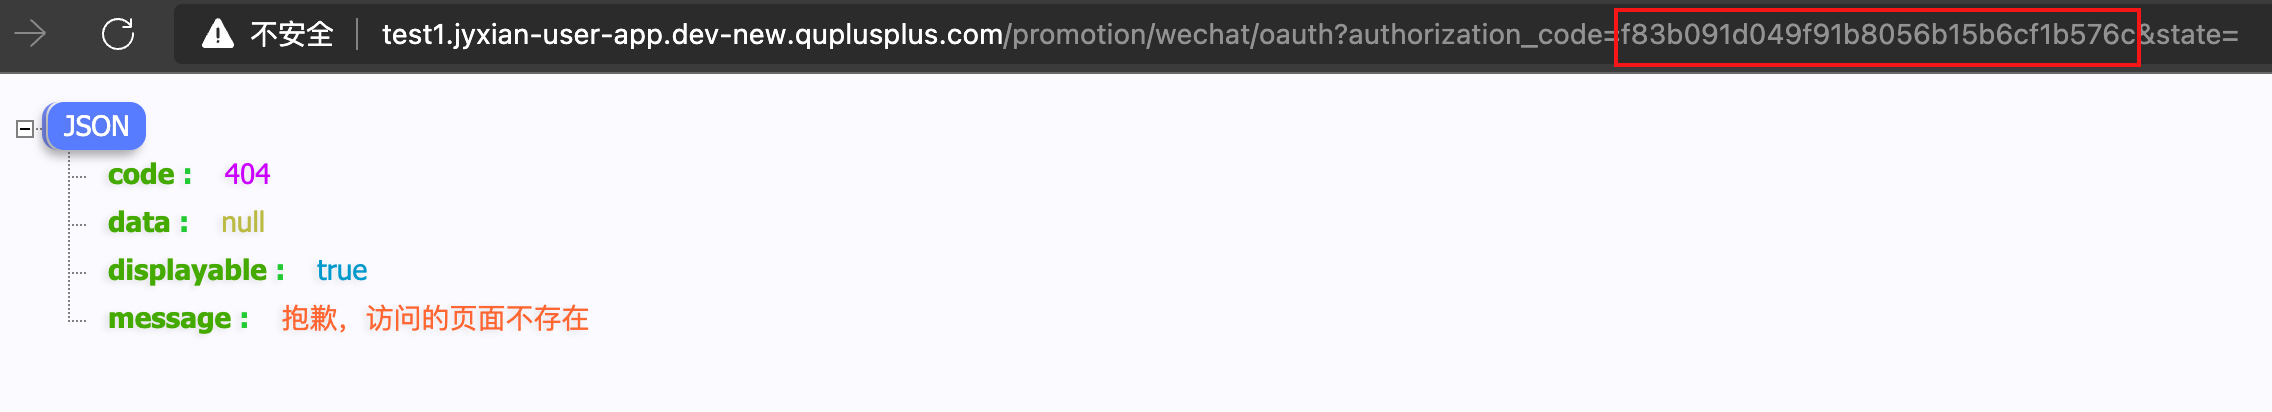 不安全 test1.jyxian-user-app.dev-new.quplusplus.com/promotion/wechat/oauth?authorization_code=f83b091d049f91b8056b15b6cf1b576c&state=
JSON
code : 404
data : null
displayable : true
message : 抱歉，访问的页面不存在